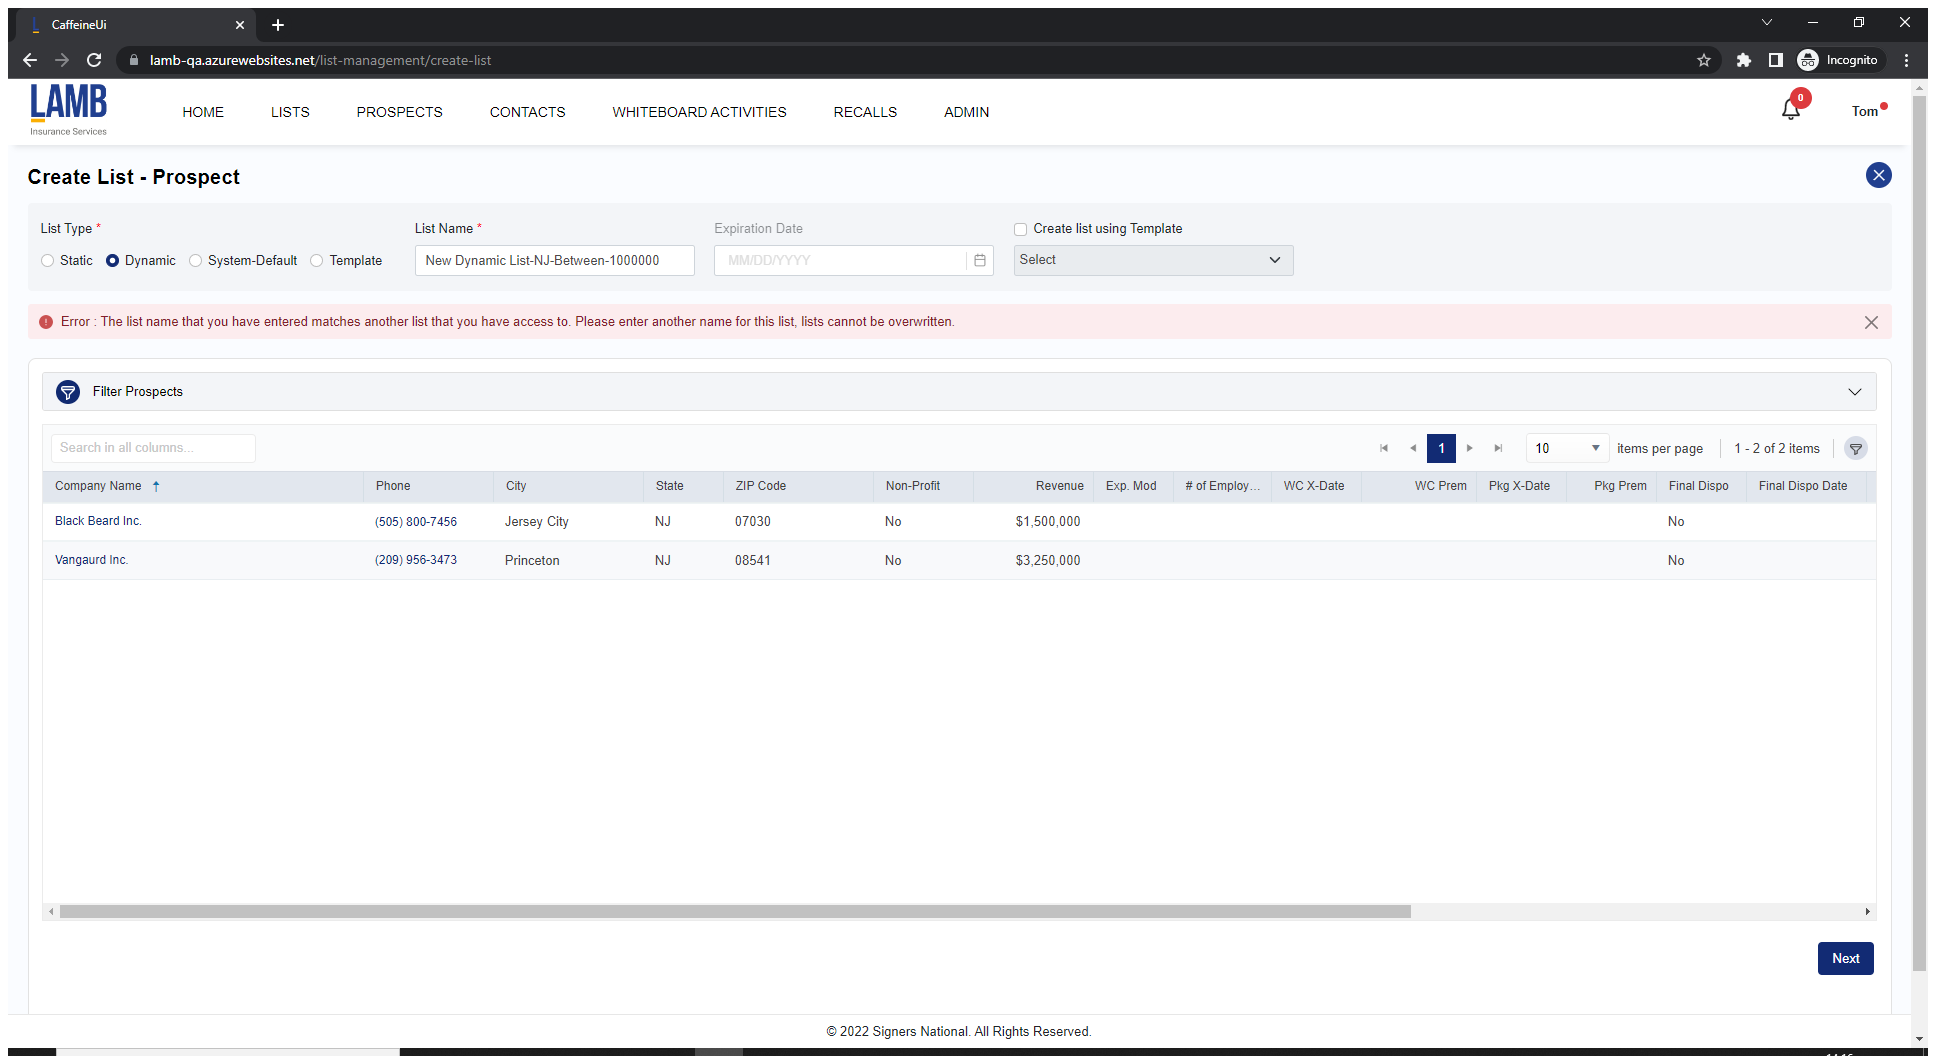 CaffeineUi
lamb-qa.azurewebsites.net/list-management/create-list
Incognito
LAMB
Insurance Services
HOME LISTS PROSPECTS CONTACTS WHITEBOARD ACTIVITIES RECALLS ADMIN
0
Tom
Create List - Prospect
List Type * List Name * Expiration Date Create list using Template
Static Dynamic System-Default Template New Dynamic List-NJ-Between-1000000 MM/DD/YYYY Select
Error : The list name that you have entered matches another list that you have access to. Please enter another name for this list, lists cannot be overwritten.
Filter Prospects
Search in all columns... 1 10 items per page 1 - 2 of 2 items
Company Name Phone City State ZIP Code Non-Profit Revenue Exp. Mod # of Employ... WC X-Date WC Prem Pkg X-Date Pkg Prem Final Dispo Final Dispo Date
Black Beard Inc. (505) 800-7456 Jersey City NJ 07030 No $1,500,000 No
Vangaurd Inc. (209) 956-3473 Princeton NJ 08541 No $3,250,000 No
Next
© 2022 Signers National. All Rights Reserved.